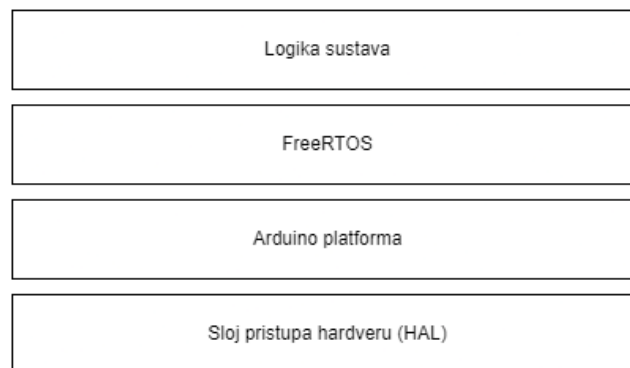 Logika sustava
FreeRTOS
Arduino platforma
Sloj pristupa hardveru (HAL)